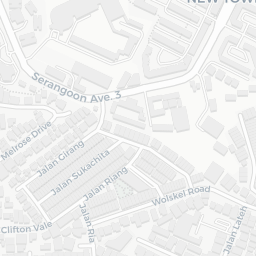 NEW TOWN
Serangoon Ave. 3
Melrose Drive
Jalan Girang
Jalan Sukachita
Jalan Riang
Woiskel Road
Clifton Vale
Jalan Ria
Jalan Lateh